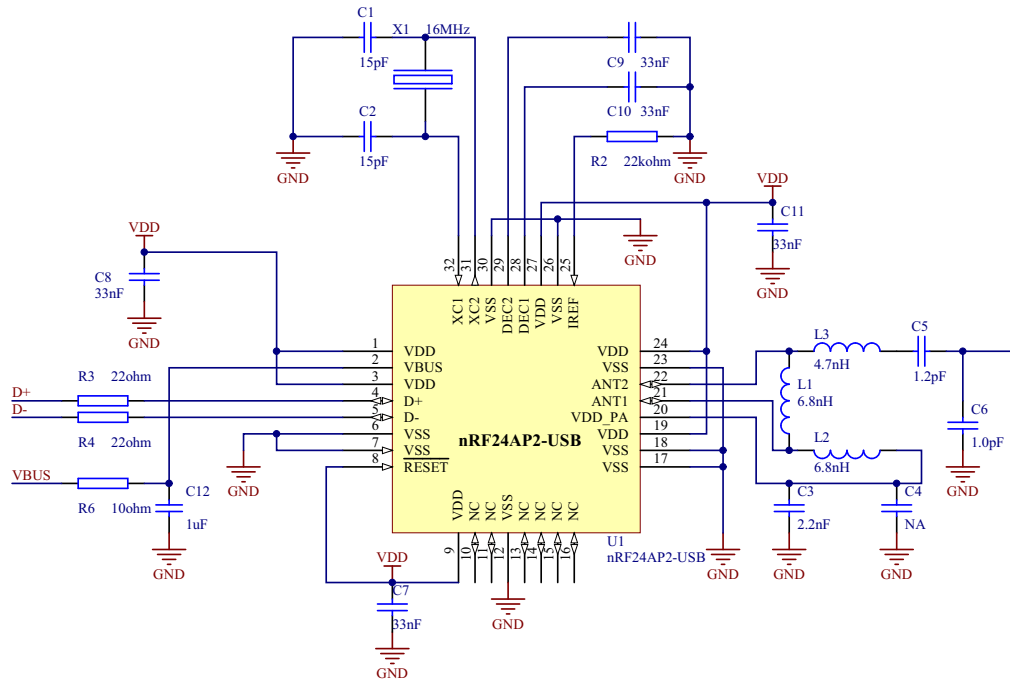 C1
X1 16MHz
15pF
C2
15pF
GND
C9 33nF
C10 33nF
R2 22kohm
GND
VDD
C11
33nF
GND
GND
VDD
C8
33nF
GND
32 31 30 29 28 27 26 25
XC1 XC2 VSS DEC2 DEC1 VDD VSS IREF
1 VDD
2 VBUS
3 VDD
4 D+
5 D-
6 VSS
7 VSS
8 RESET
VDD 24
VSS 23
ANT2 22
ANT1 21
VDD_PA 20
VDD 19
VSS 18
VSS 17
nRF24AP2-USB
VDD NC NC VSS NC NC NC NC
9 10 11 12 13 14 15 16
U1
nRF24AP2-USB
D+
R3 22ohm
D-
R4 22ohm
GND
VBUS
R6 10ohm
C12
1uF
GND
VDD
C7
33nF
GND
GND
GND
L3
4.7nH
C5
1.2pF
L1
6.8nH
L2
6.8nH
C6
1.0pF
GND
C3
2.2nF
GND
C4
NA
GND